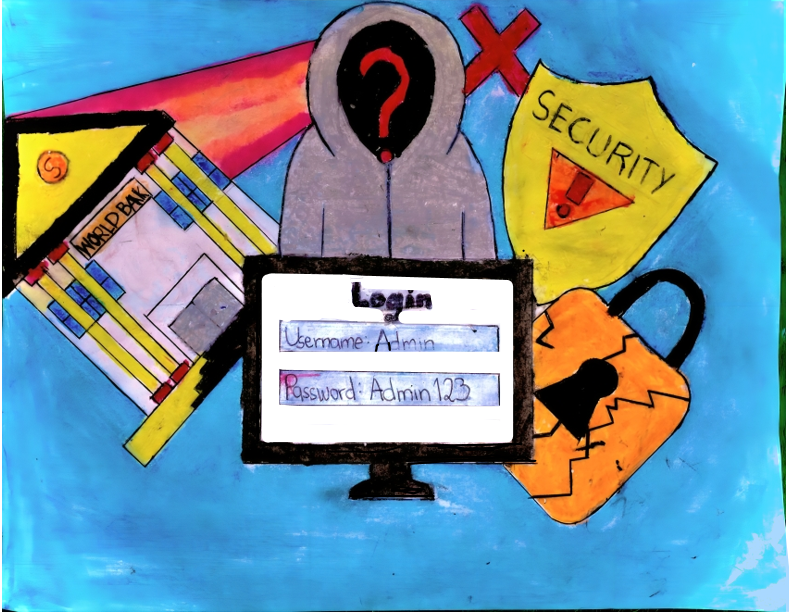 ?
SECURITY
!
S
WORLD BAK
Login
Username: Admin
Password: Admin 123